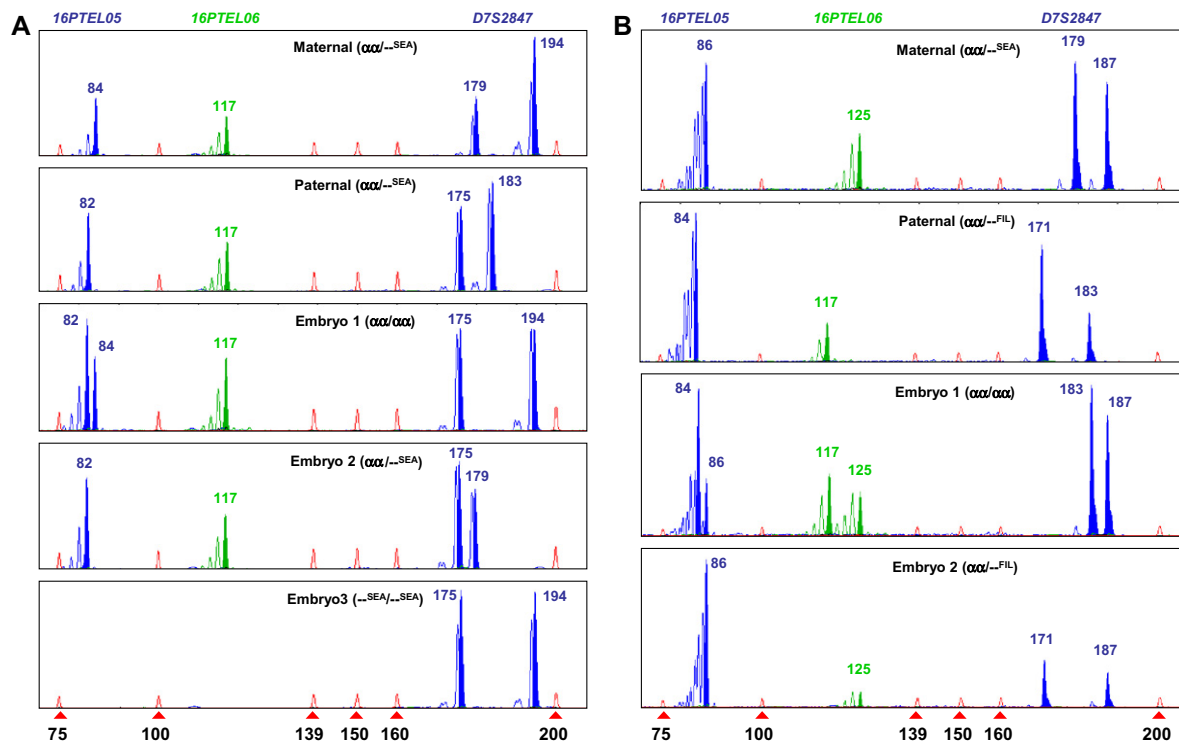 A
16PTEL05 16PTEL06 D7S2847
Maternal (αα/--SEA)
84 117 179 194
Paternal (αα/--SEA)
82 117 175 183
Embryo 1 (αα/αα)
82 84 117 175 194
Embryo 2 (αα/--SEA)
82 117 175 179
Embryo3 (--SEA/--SEA)
175 194
75 100 139 150 160 200
B
16PTEL05 16PTEL06 D7S2847
Maternal (αα/--SEA)
86 125 179 187
Paternal (αα/--FIL)
84 117 171 183
Embryo 1 (αα/αα)
84 86 117 125 183 187
Embryo 2 (αα/--FIL)
86 125 171 187
75 100 139 150 160 200